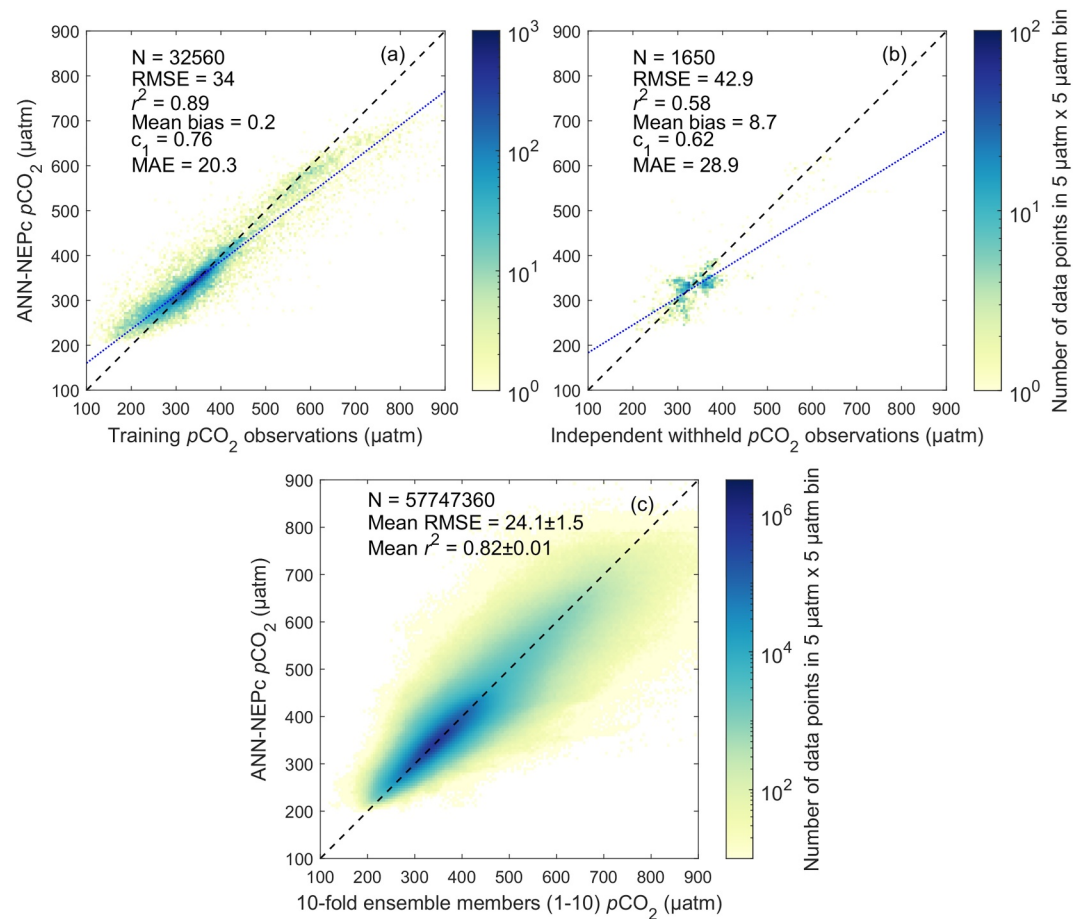 (a)
N = 32560
RMSE = 34
r² = 0.89
Mean bias = 0.2
c₁ = 0.76
MAE = 20.3
900
800
700
600
500
400
300
200
100
100 200 300 400 500 600 700 800 900
ANN-NEPc pCO₂ (µatm)
Training pCO₂ observations (µatm)
10³
10²
10¹
10⁰
(b)
N = 1650
RMSE = 42.9
r² = 0.58
Mean bias = 8.7
c₁ = 0.62
MAE = 28.9
900
800
700
600
500
400
300
200
100
100 200 300 400 500 600 700 800 900
Independent withheld pCO₂ observations (µatm)
10²
10¹
10⁰
Number of data points in 5 µatm x 5 µatm bin
(c)
N = 57747360
Mean RMSE = 24.1±1.5
Mean r² = 0.82±0.01
900
800
700
600
500
400
300
200
100
100 200 300 400 500 600 700 800 900
ANN-NEPc pCO₂ (µatm)
10-fold ensemble members (1-10) pCO₂ (µatm)
10⁶
10⁴
10²
Number of data points in 5 µatm x 5 µatm bin